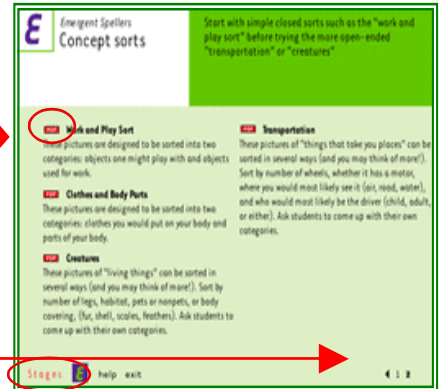 E
Emergent Spellers
Concept sorts
Start with simple closed sorts such as the "work and
play sort" before trying the more open-ended
"transportation" or "creatures"
PDF Work and Play Sort
These pictures are designed to be sorted into two
categories: objects one might play with and objects
used for work.
PDF Clothes and Body Parts
These pictures are designed to be sorted into two
categories: clothes you would put on your body and
parts of your body.
PDF Creatures
These pictures of "living things" can be sorted in
several ways (and you may think of more!). Sort by
number of legs, habitat, pets or nonpets, or body
covering, (fur, shell, scales, feathers). Ask students to
come up with their own categories.
PDF Transportation
These pictures of "things that take you places" can be
sorted in several ways (and you may think of more!).
Sort by number of wheels, whether it has a motor,
where you would most likely see it (air, road, water),
and who would most likely be the driver (child, adult,
or either). Ask students to come up with their own
categories.
Stages E help exit
1